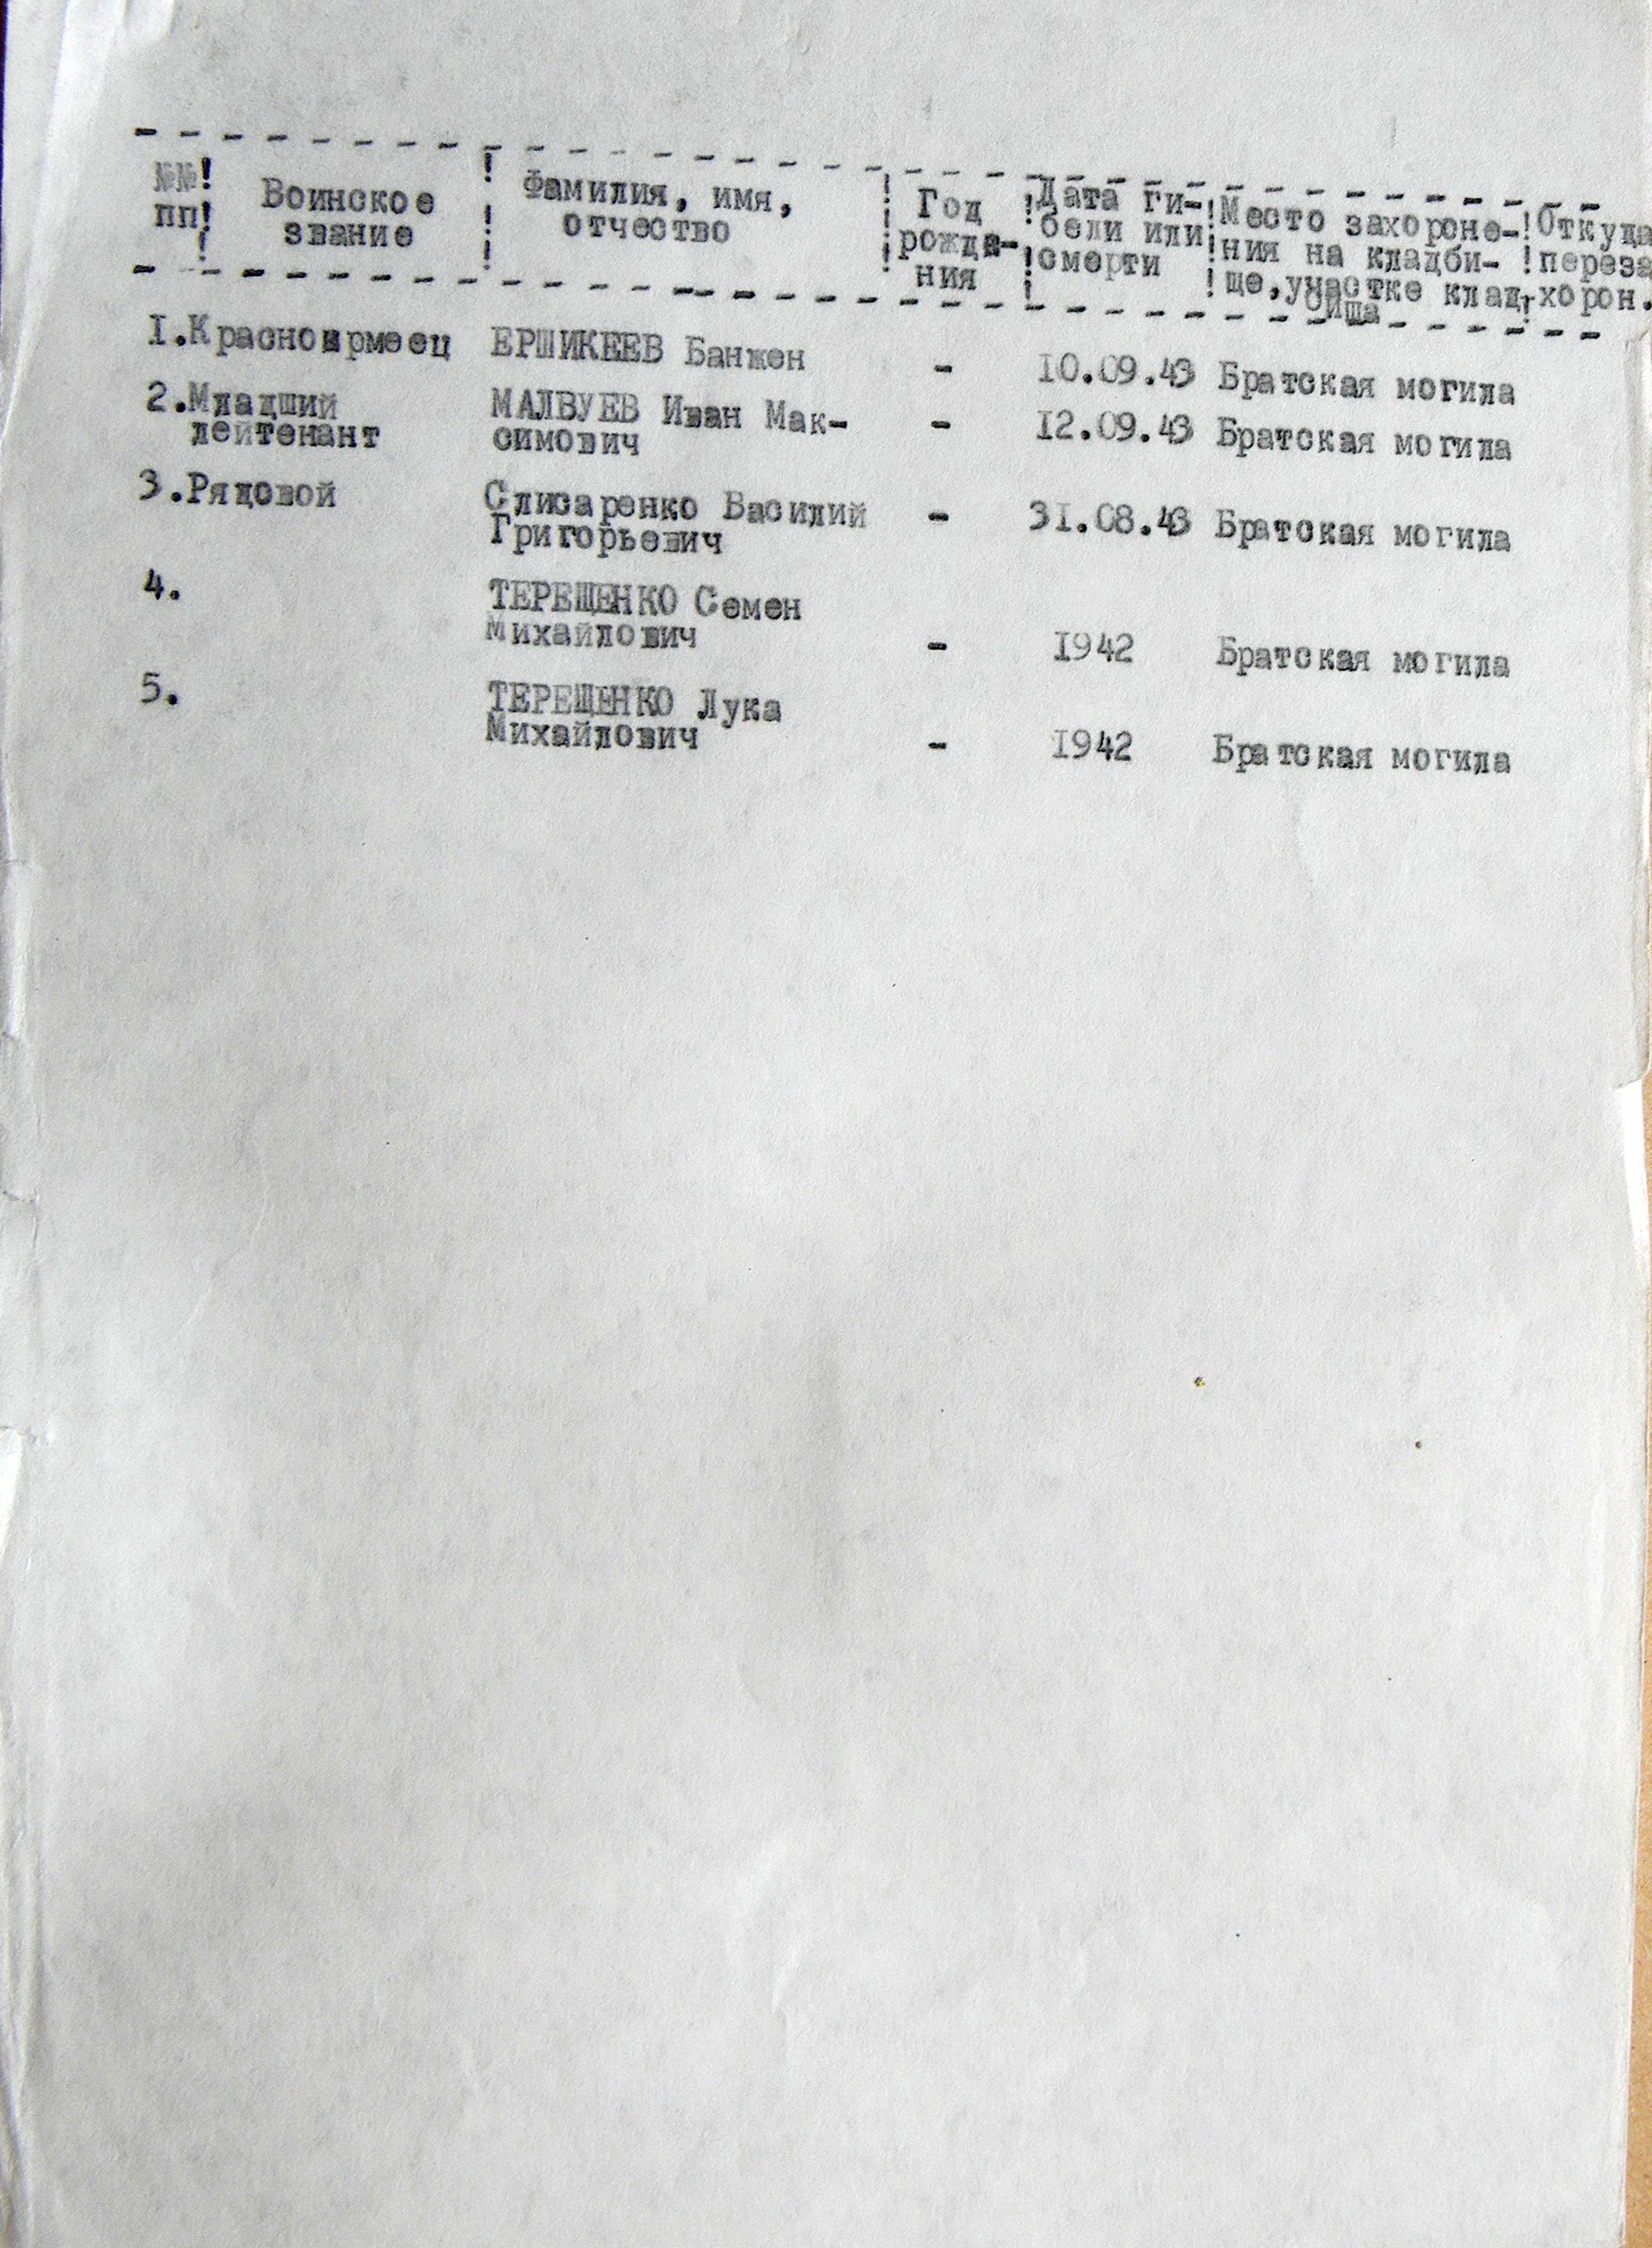 №№! Воинское ! Фамилия, имя, ! Год !Дата ги-!Место захороне-!Откуда
пп! звание ! отчество ! рожде-!бели или!ния на кладби- !переза
! ! ! ния !смерти !ще,участке клад!хорон.
! бища
1.Красноармеец ЕРШИКЕЕВ Банжен - 10.09.43 Братская могила
2.Младший МАЛВУЕВ Иван Мак- - 12.09.43 Братская могила
лейтенант симович
3.Рядовой Слисаренко Василий - 31.08.43 Братская могила
Григорьевич
4. ТЕРЕЩЕНКО Семен
Михайлович - 1942 Братская могила
5. ТЕРЕЩЕНКО Лука
Михайлович - 1942 Братская могила